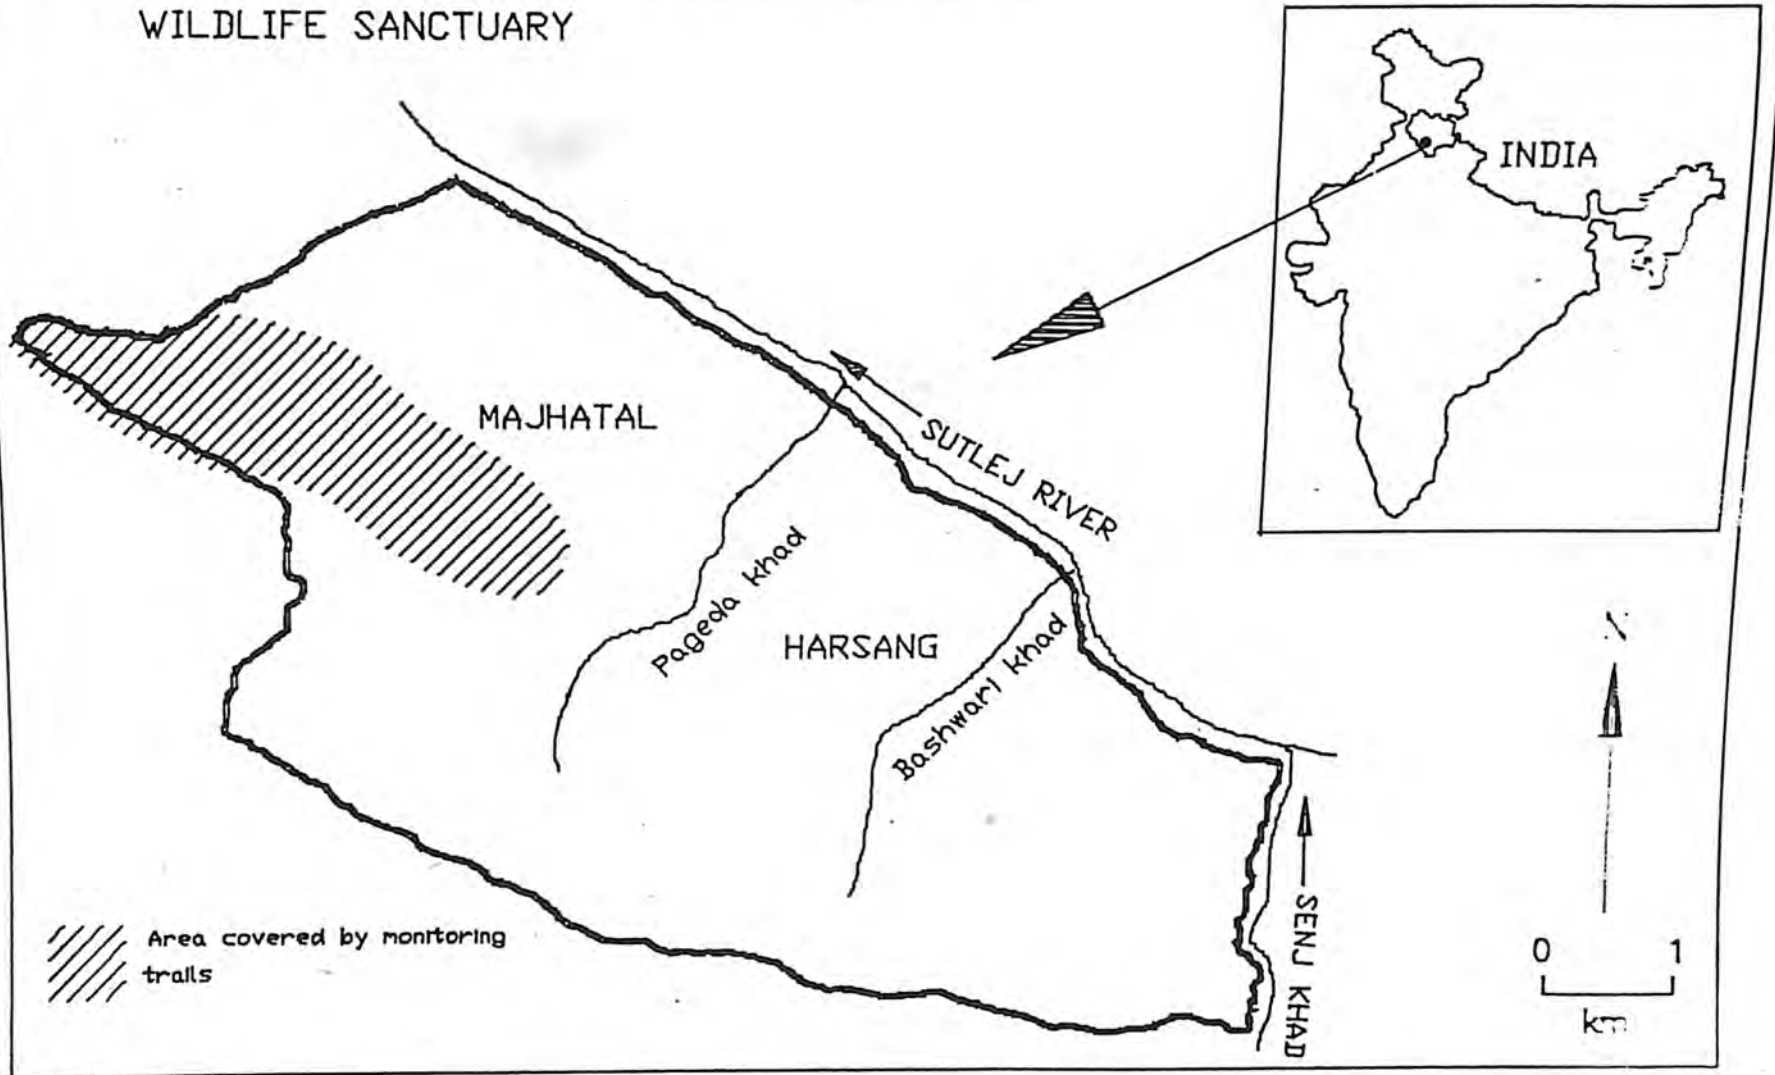 WILDLIFE SANCTUARY
INDIA
MAJHATAL
SUTLEJ RIVER
Pageda khad
HARSANG
Bashwari khad
N
SENJ KHAD
Area covered by monitoring
trails
0 1
km